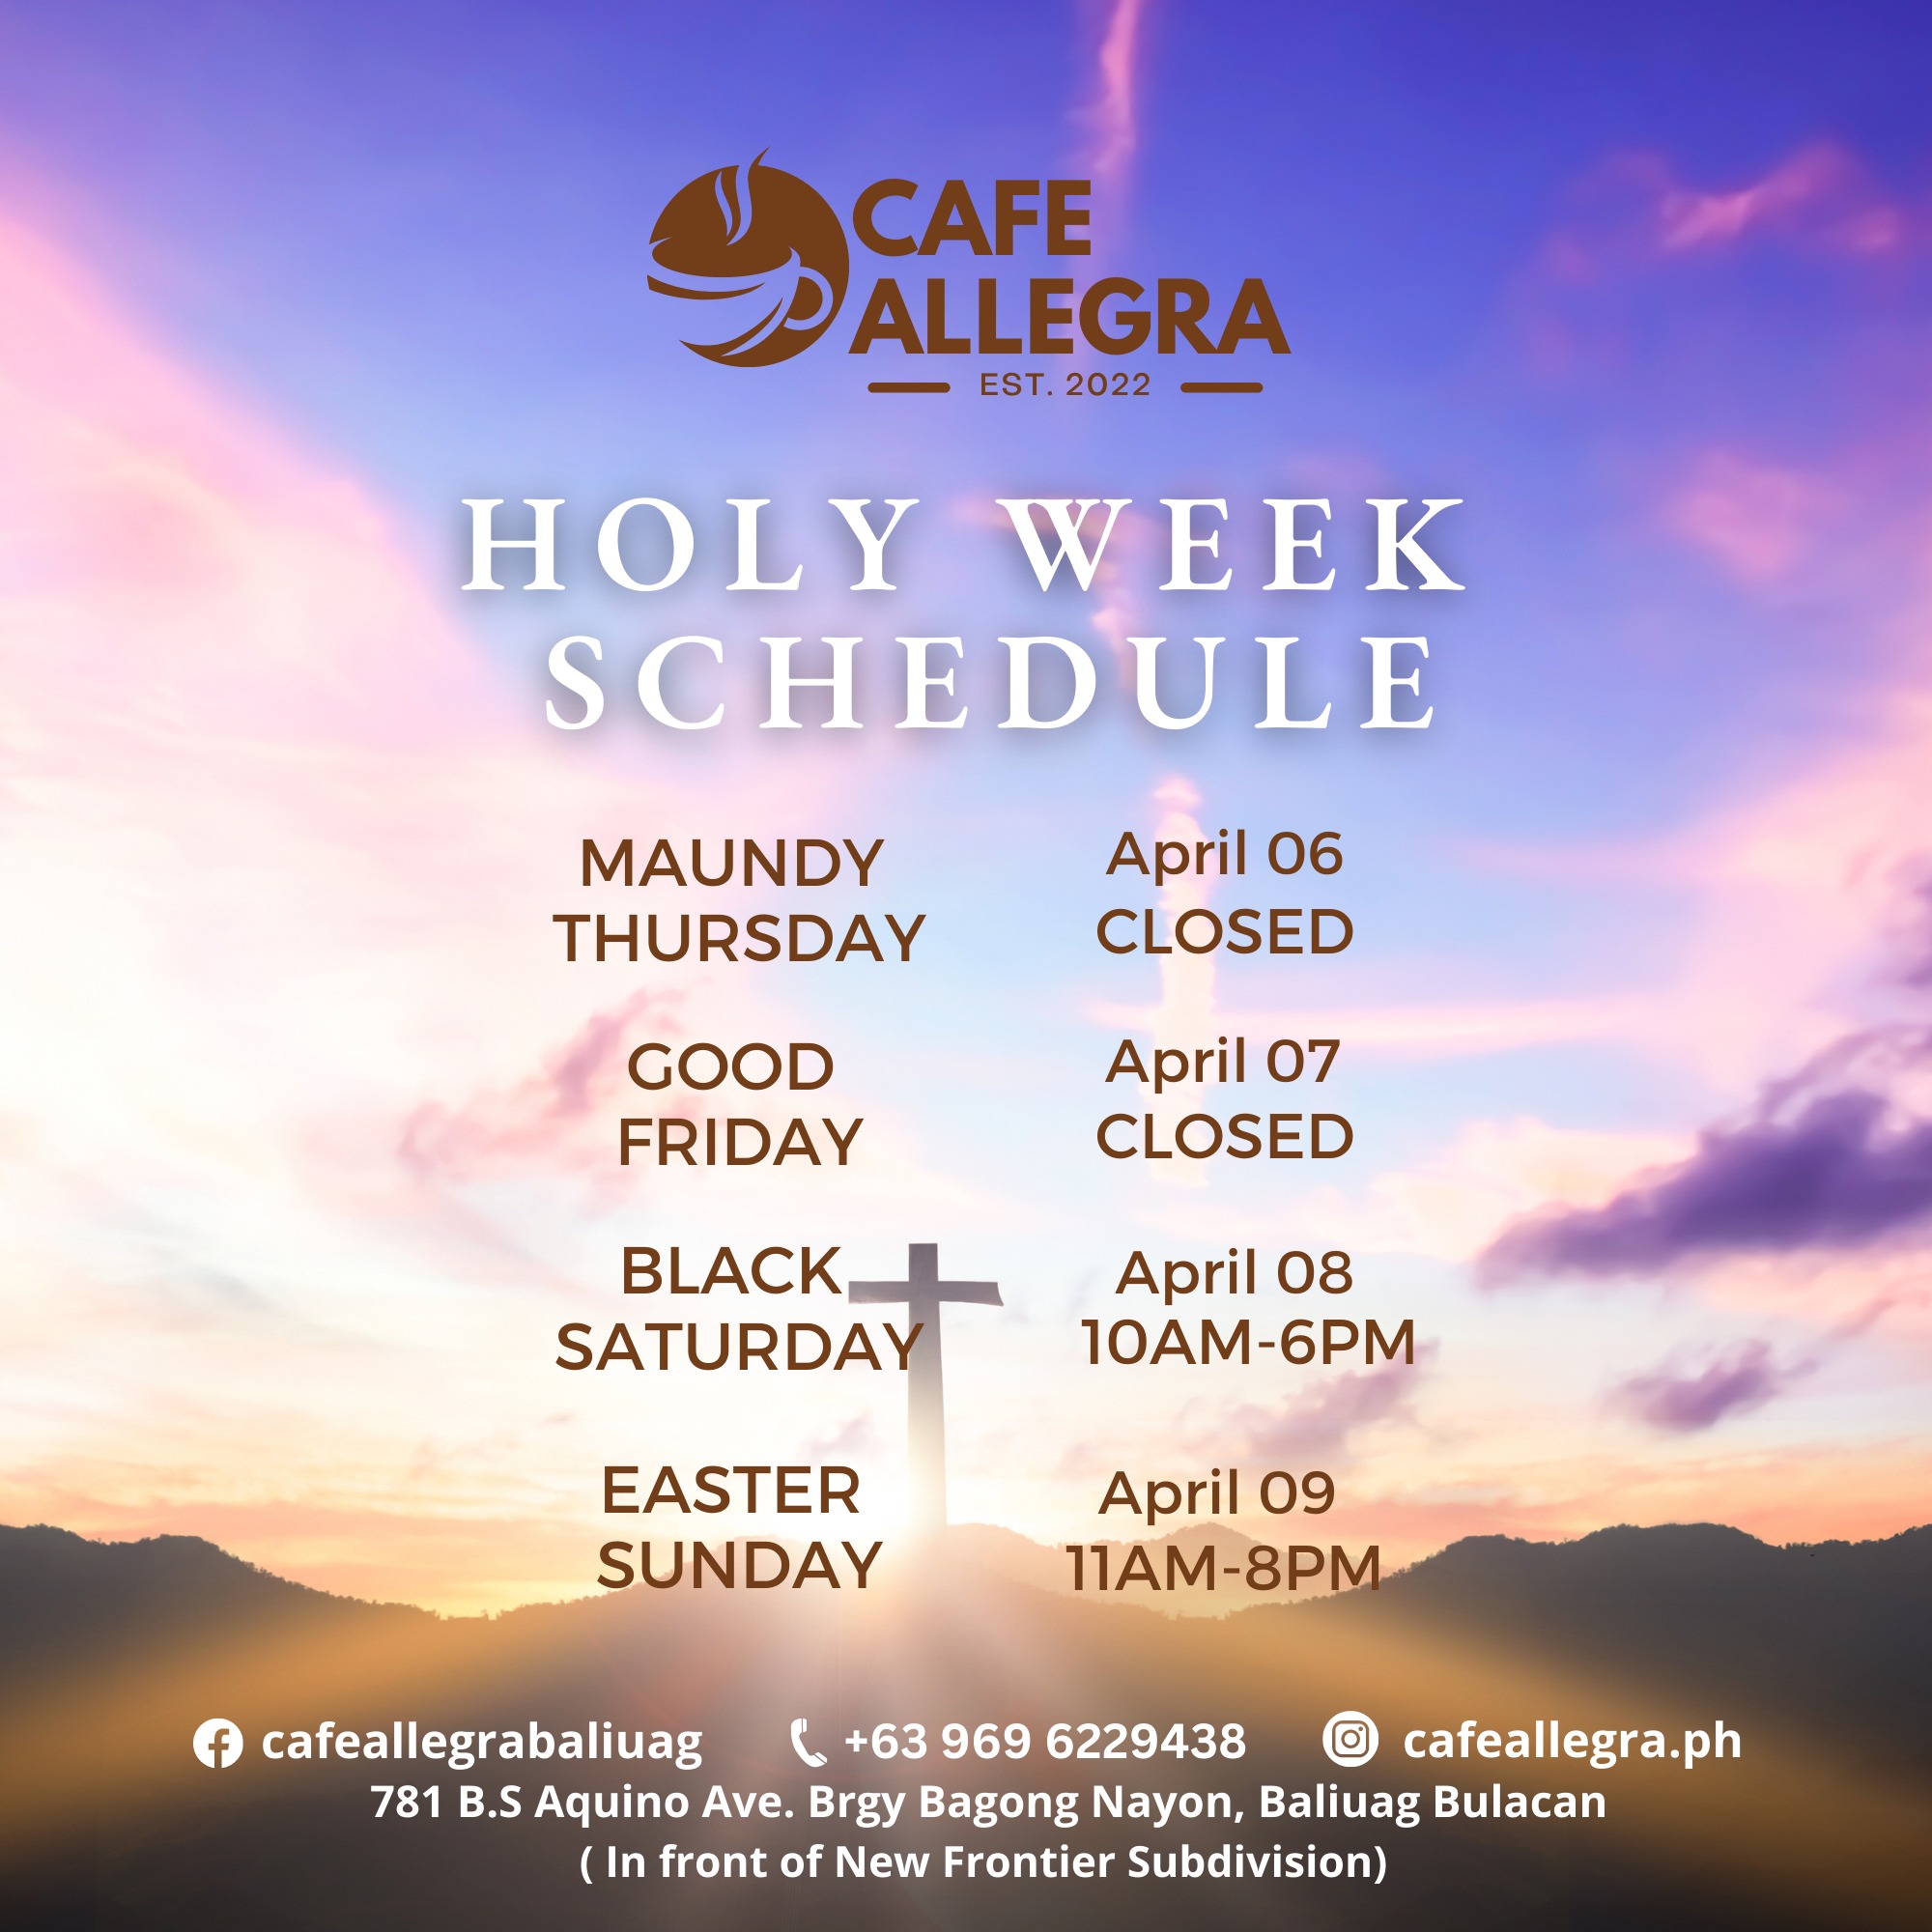 CAFE
ALLEGRA
EST. 2022
HOLY WEEK
SCHEDULE
MAUNDY
THURSDAY
April 06
CLOSED
GOOD
FRIDAY
April 07
CLOSED
BLACK
SATURDAY
April 08
10AM-6PM
EASTER
SUNDAY
April 09
11AM-8PM
cafeallegrabaliuag +63 969 6229438 cafeallegra.ph
781 B.S Aquino Ave. Brgy Bagong Nayon, Baliuag Bulacan
( In front of New Frontier Subdivision)